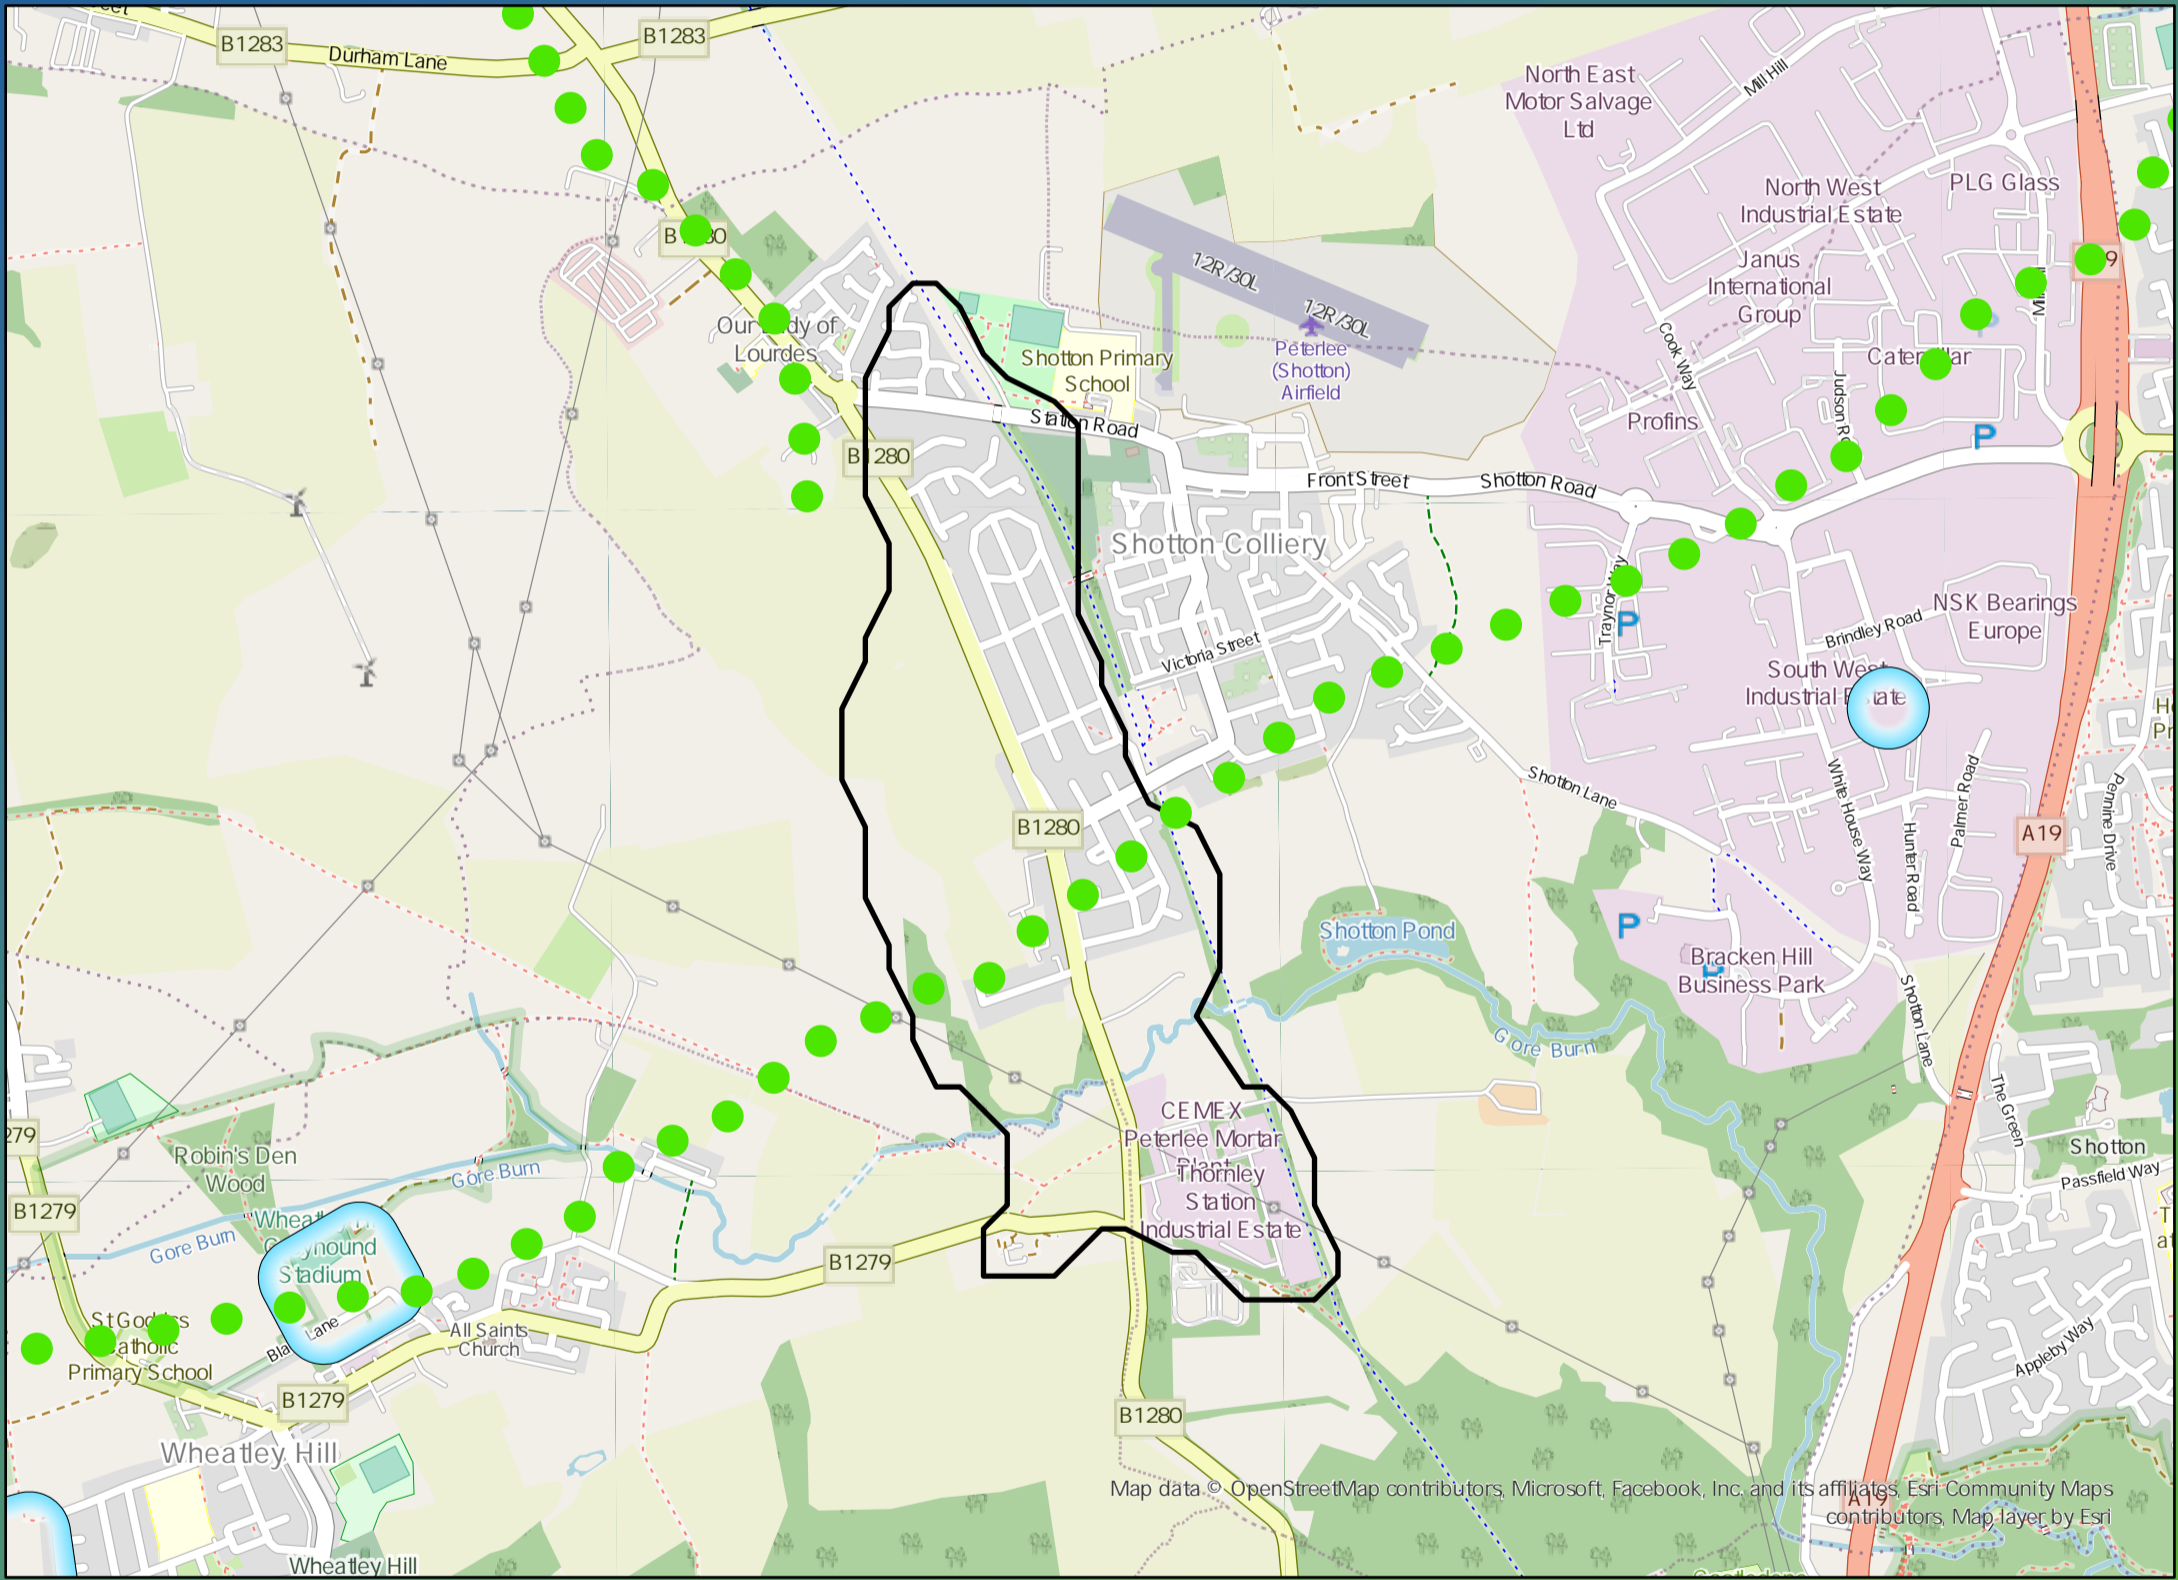 B1283
Durham Lane
B1283
Mill Hill
North East
Motor Salvage
Ltd
North West
Industrial Estate
PLG Glass
12R/30L
12R/30L
Janus
International
Group
Our
Lourdes
Shotton Primary
School
Peterlee
(Shotton)
Airfield
Cook Way
Profins
P
Station Road
Front Street
Shotton Road
Shotton Colliery
Traynor Way
P
Brindley Road
NSK Bearings
Europe
Victoria Street
South West
Industrial
Shotton Lane
White House Way
Hunter Road
Palmer Road
Pennine Drive
B1280
A19
Shotton Pond
P
Bracken Hill
Business Park
Gore Burn
Shotton Lane
The Green
CEMEX
Peterlee Mortar
Plant
Thornley
Station
Industrial Estate
Shotton
Passfield Way
Robin's Den
Wood
Gore Burn
B1279
Gore Burn
Stadium
B1279
Lane
Primary School
All Saints
Church
Appleby Way
B1279
B1280
Wheatley Hill
A19
Map data © OpenStreetMap contributors, Microsoft, Facebook, Inc. and its affiliates, Esri Community Maps
contributors, Map layer by Esri
Wheatley Hill